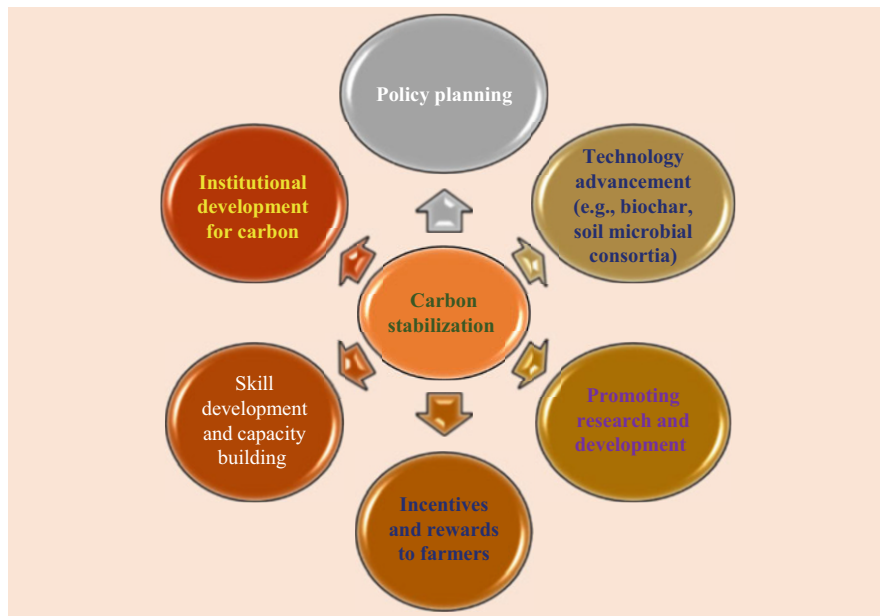 Policy planning
Technology
advancement
(e.g., biochar,
soil microbial
consortia)
Promoting
research and
development
Incentives
and rewards
to farmers
Skill
development
and capacity
building
Institutional
development
for carbon
Carbon
stabilization